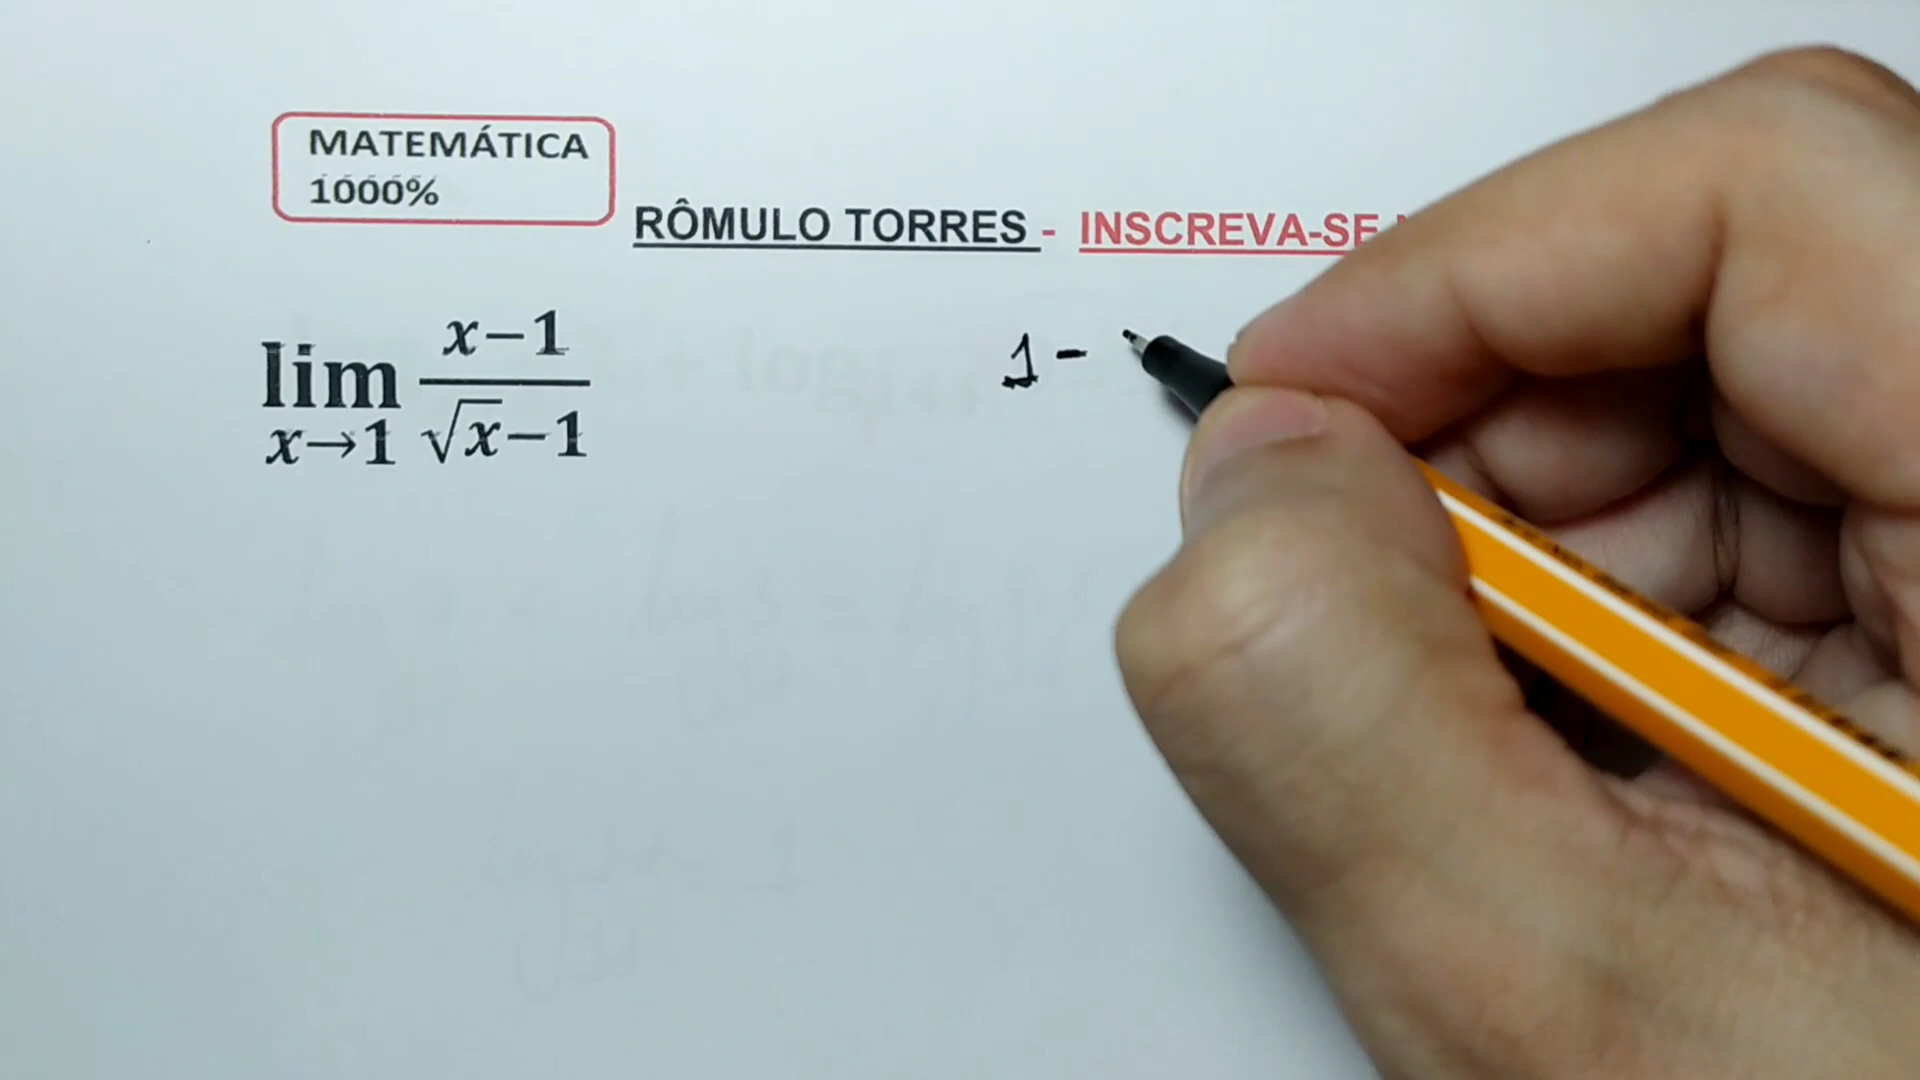 MATEMÁTICA
1000%
RÔMULO TORRES - INSCREVA-SE
lim x→1 x−1 / √x−1
1 -